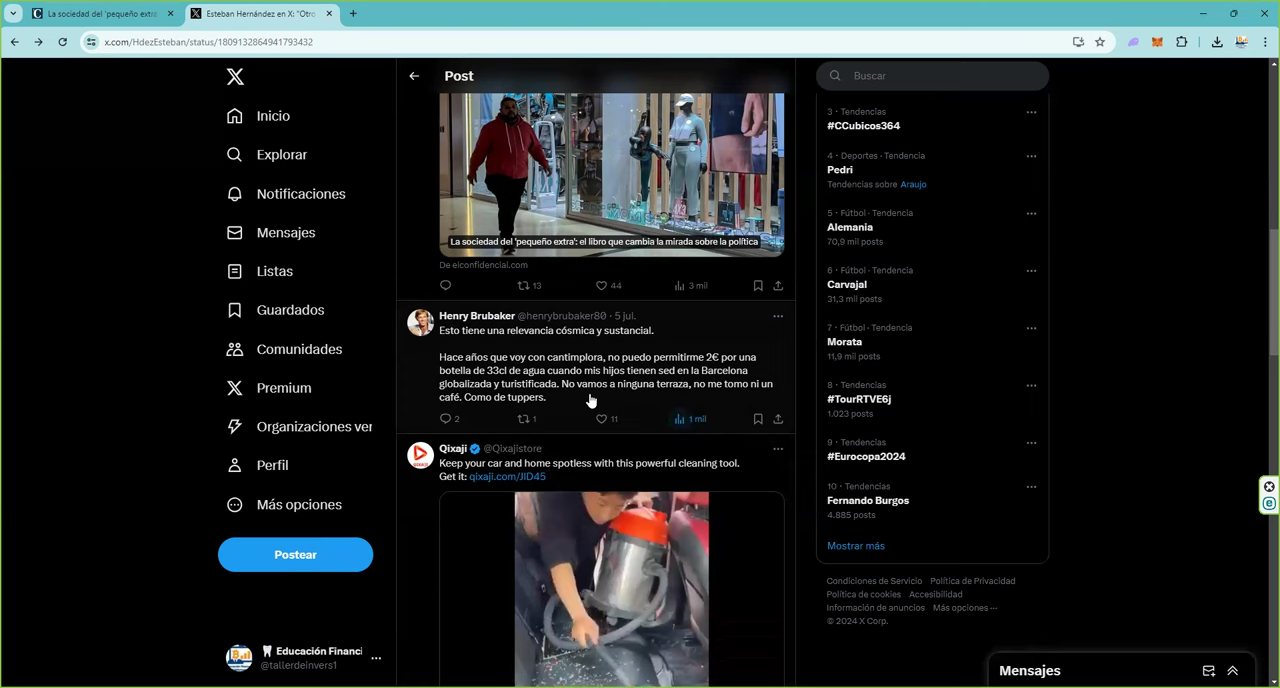 La sociedad del 'pequeño extra
Esteban Hernández en X: "Otro
x.com/HdezEsteban/status/1809132864941793432
Inicio
Explorar
Notificaciones
Mensajes
Listas
Guardados
Comunidades
Premium
Organizaciones ver
Perfil
Más opciones
Postear
Educación Financi
@tallerdeinvers1
Post
La sociedad del 'pequeño extra': el libro que cambia la mirada sobre la política
De elconfidencial.com
13 44 3 mil
Henry Brubaker @henrybrubaker80 · 5 jul.
Esto tiene una relevancia cósmica y sustancial.
Hace años que voy con cantimplora, no puedo permitirme 2€ por una
botella de 33cl de agua cuando mis hijos tienen sed en la Barcelona
globalizada y turistificada. No vamos a ninguna terraza, no me tomo ni un
café. Como de tuppers.
2 1 11 1 mil
Qixaji @Qixajistore
Keep your car and home spotless with this powerful cleaning tool.
Get it: qixaji.com/JID45
Buscar
3 · Tendencias
#CCubicos364
4 · Deportes · Tendencia
Pedri
Tendencias sobre Araujo
5 · Fútbol · Tendencia
Alemania
70,9 mil posts
6 · Fútbol · Tendencia
Carvajal
31,3 mil posts
7 · Fútbol · Tendencia
Morata
11,9 mil posts
8 · Tendencias
#TourRTVE6j
1.023 posts
9 · Tendencias
#Eurocopa2024
10 · Tendencias
Fernando Burgos
4.885 posts
Mostrar más
Condiciones de Servicio Política de Privacidad
Política de cookies Accesibilidad
Información de anuncios Más opciones ···
© 2024 X Corp.
Mensajes